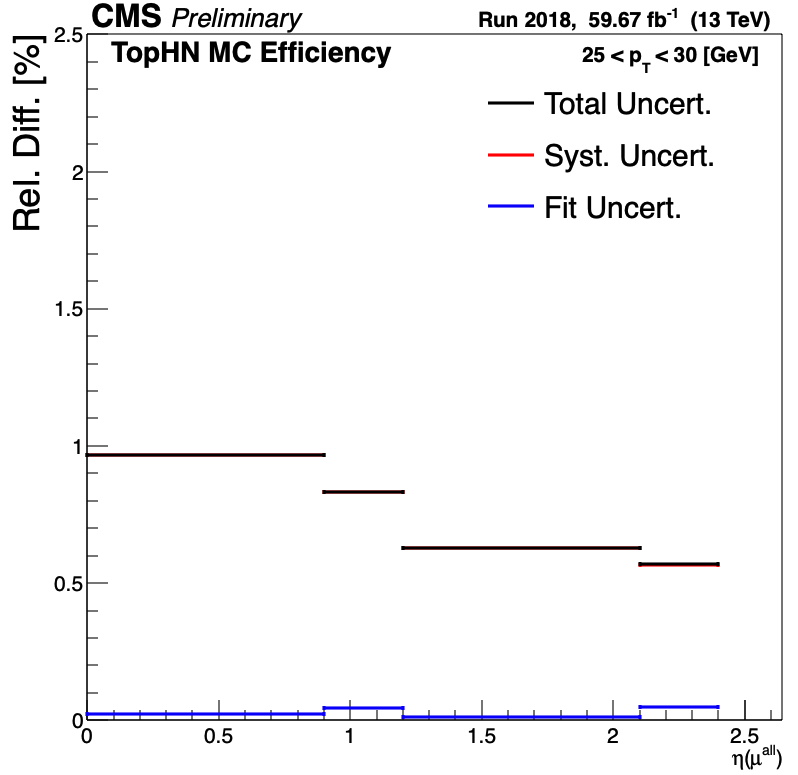 CMS Preliminary Run 2018, 59.67 fb⁻¹ (13 TeV)
TopHN MC Efficiency 25 < p_T < 30 [GeV]
Rel. Diff. [%]
Total Uncert.
Syst. Uncert.
Fit Uncert.
2.5
2
1.5
1
0.5
0
0 0.5 1 1.5 2 2.5
η(μ^all)